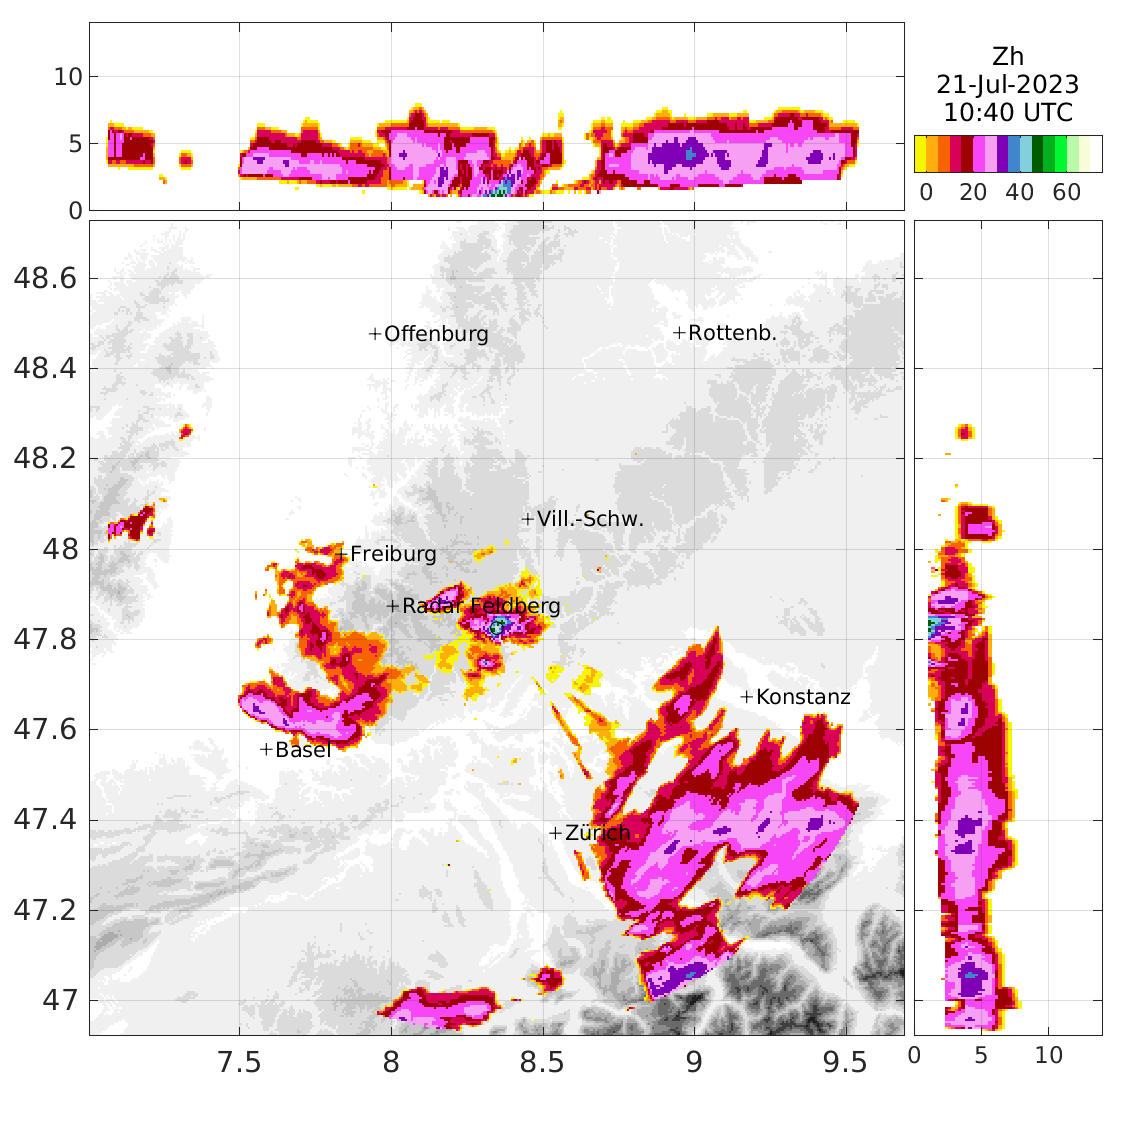 10
5
0
Zh
21-Jul-2023
10:40 UTC
0 20 40 60
48.6
48.4
48.2
48
47.8
47.6
47.4
47.2
47
+Offenburg
+Rottenb.
+Vill.-Schw.
+Freiburg
+Radar Feldberg
+Konstanz
+Basel
+Zürich
7.5 8 8.5 9 9.5
0 5 10